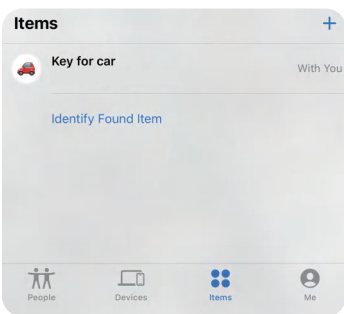 Items
+
Key for car
With You
Identify Found Item
People
Devices
Items
Me